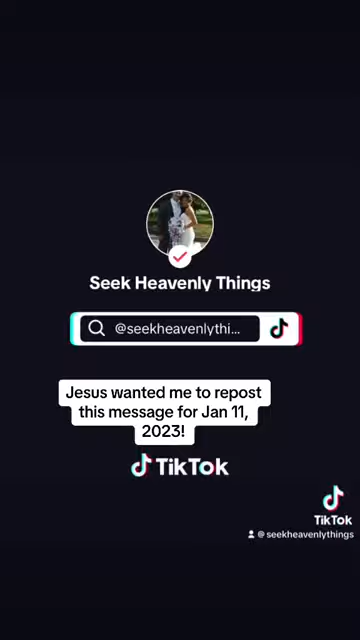 Seek Heavenly Things
@seekheavenlythi...
Jesus wanted me to repost
this message for Jan 11,
2023!
TikTok
TikTok
@seekheavenlythings